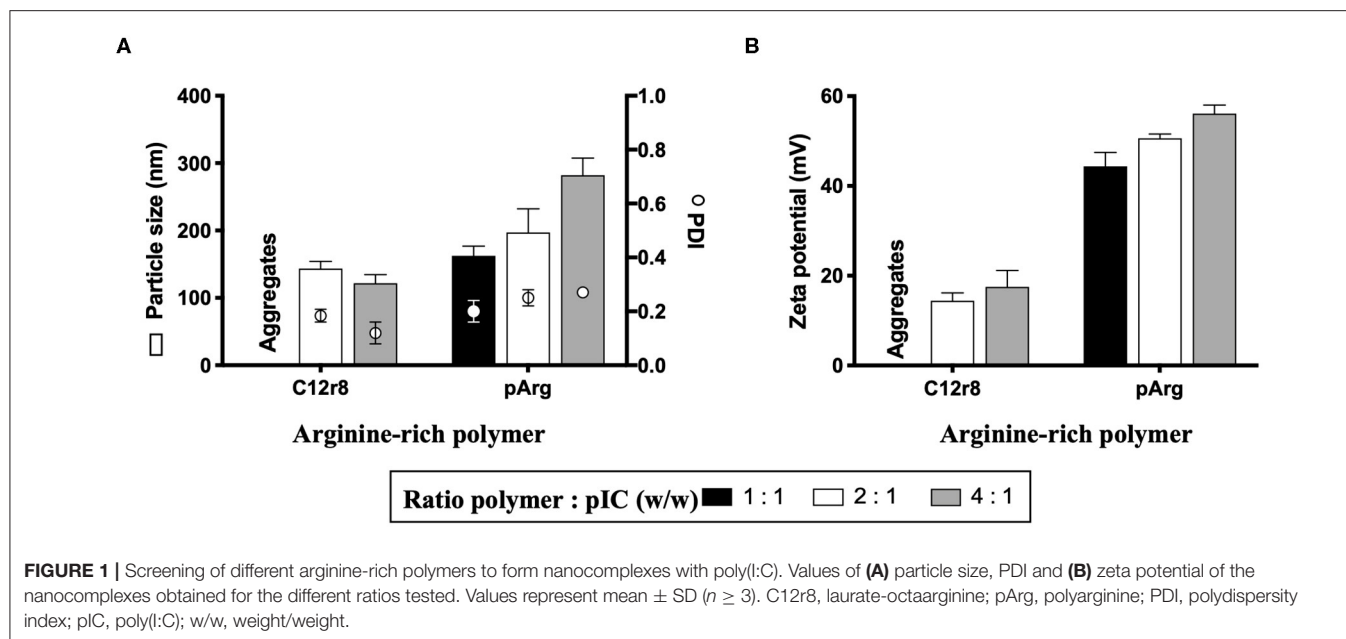 A
400
300
200
100
0
Particle size (nm)
Aggregates
C12r8
pArg
1.0
0.8
0.6
0.4
0.2
0.0
PDI
Arginine-rich polymer
B
60
40
20
0
Zeta potential (mV)
Aggregates
C12r8
pArg
Arginine-rich polymer
Ratio polymer : pIC (w/w) 1 : 1 2 : 1 4 : 1
FIGURE 1 | Screening of different arginine-rich polymers to form nanocomplexes with poly(I:C). Values of (A) particle size, PDI and (B) zeta potential of the
nanocomplexes obtained for the different ratios tested. Values represent mean ± SD (n ≥ 3). C12r8, laurate-octaarginine; pArg, polyarginine; PDI, polydispersity
index; pIC, poly(I:C); w/w, weight/weight.